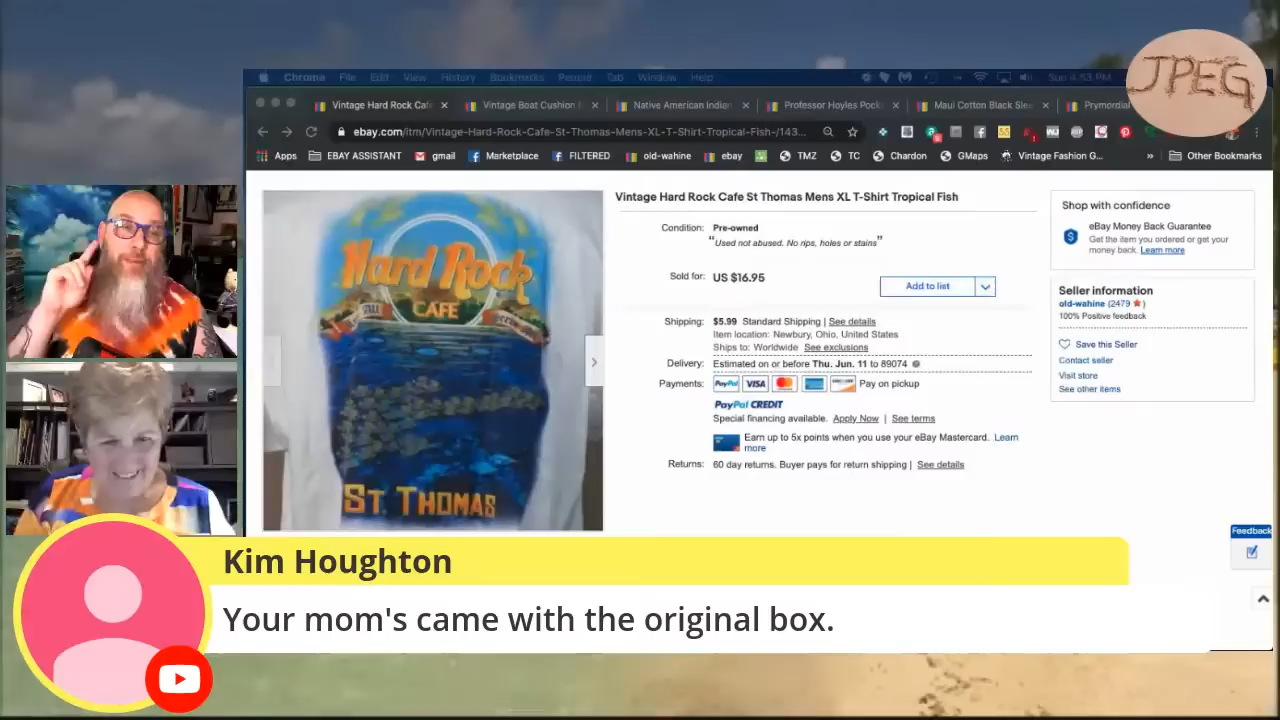 Chrome File Edit View History Bookmarks People Tab Window Help
Sun 4:53 PM
JPEG
Vintage Hard Rock Cafe
Vintage Boat Cushion
Native American Indian
Professor Hoyles Pock
Maui Cotton Black Slee
Prymordial
ebay.com/itm/Vintage-Hard-Rock-Cafe-St-Thomas-Mens-XL-T-Shirt-Tropical-Fish-/143...
Apps EBAY ASSISTANT gmail Marketplace FILTERED old-wahine ebay TMZ TC Chardon GMaps Vintage Fashion G... » Other Bookmarks
Hard Rock
CAFE
ST. THOMAS
Vintage Hard Rock Cafe St Thomas Mens XL T-Shirt Tropical Fish
Condition: Pre-owned
"Used not abused. No rips, holes or stains"
Sold for: US $16.95
Add to list
Shipping: $5.99 Standard Shipping | See details
Item location: Newbury, Ohio, United States
Ships to: Worldwide See exclusions
Delivery: Estimated on or before Thu. Jun. 11 to 89074
Payments: PayPal VISA Pay on pickup
PayPal CREDIT
Special financing available. Apply Now | See terms
Earn up to 5x points when you use your eBay Mastercard. Learn
more
Returns: 60 day returns. Buyer pays for return shipping | See details
Shop with confidence
eBay Money Back Guarantee
Get the item you ordered or get your
money back. Learn more
Seller information
old-wahine (2479 ★)
100% Positive feedback
Save this Seller
Contact seller
Visit store
See other items
Feedback
Kim Houghton
Your mom's came with the original box.